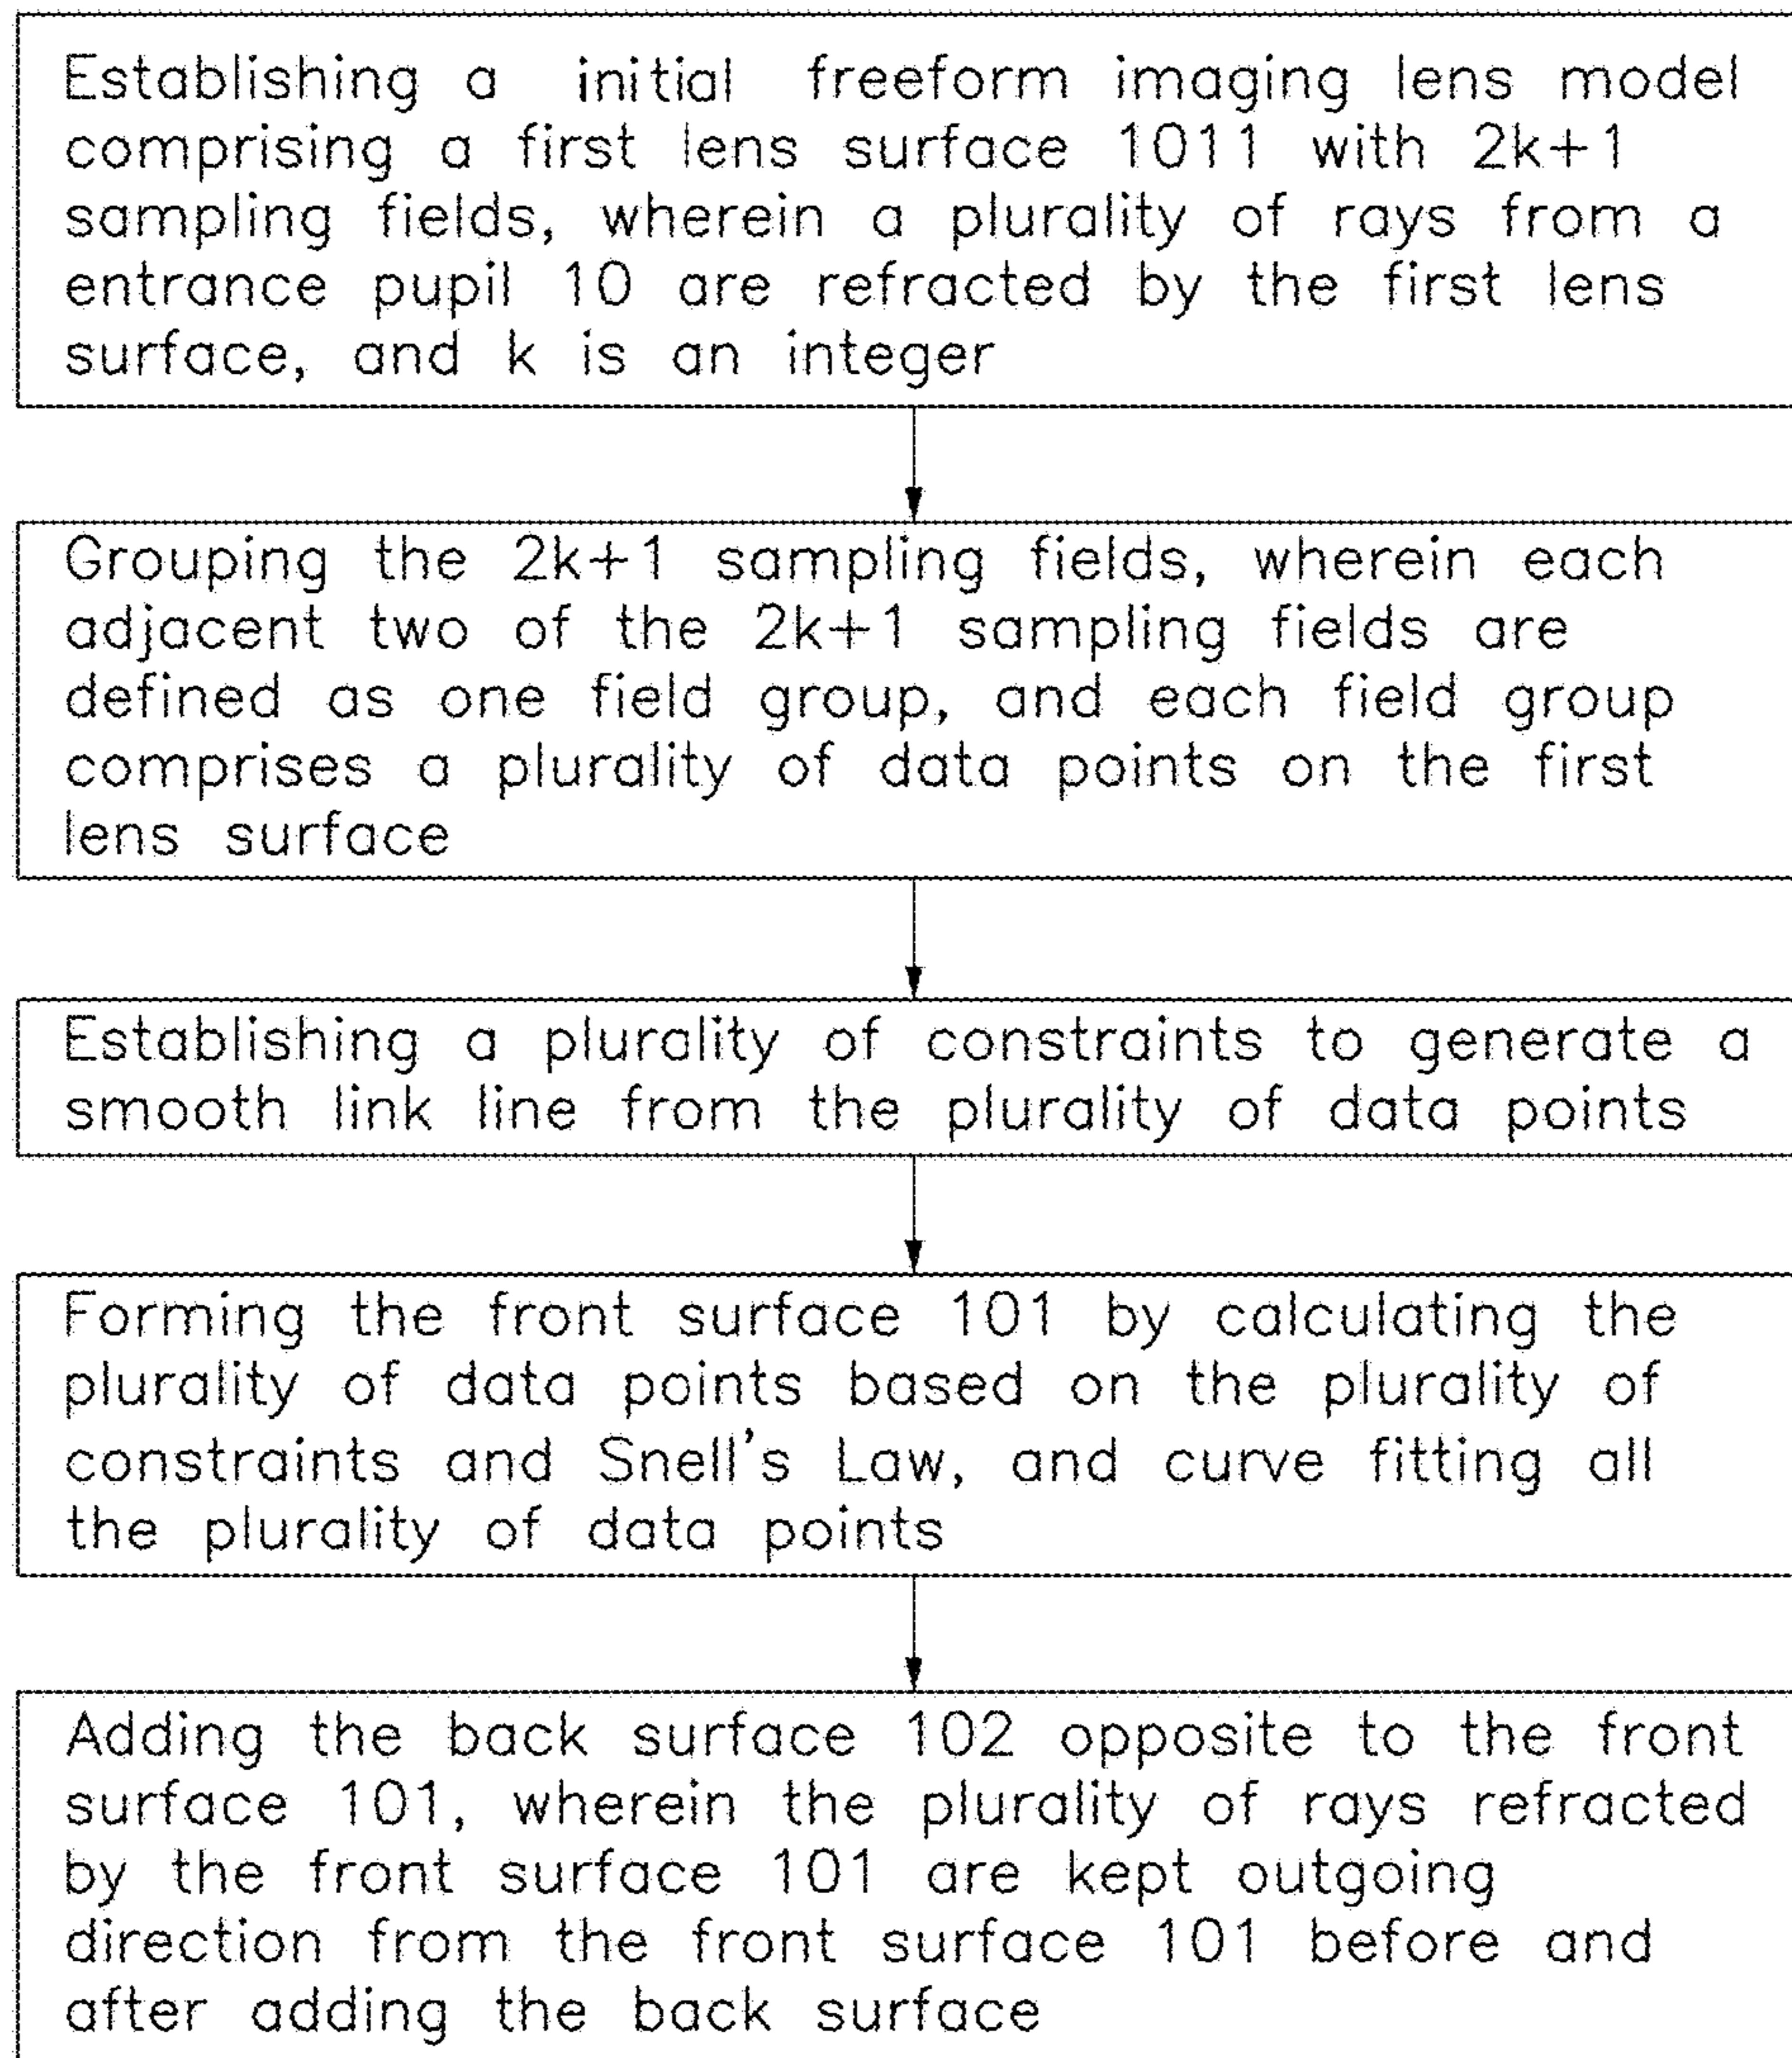 Establishing a initial freeform imaging lens model
comprising a first lens surface 1011 with 2k+1
sampling fields, wherein a plurality of rays from a
entrance pupil 10 are refracted by the first lens
surface, and k is an integer
Grouping the 2k+1 sampling fields, wherein each
adjacent two of the 2k+1 sampling fields are
defined as one field group, and each field group
comprises a plurality of data points on the first
lens surface
Establishing a plurality of constraints to generate a
smooth link line from the plurality of data points
Forming the front surface 101 by calculating the
plurality of data points based on the plurality of
constraints and Snell's Law, and curve fitting all
the plurality of data points
Adding the back surface 102 opposite to the front
surface 101, wherein the plurality of rays refracted
by the front surface 101 are kept outgoing
direction from the front surface 101 before and
after adding the back surface